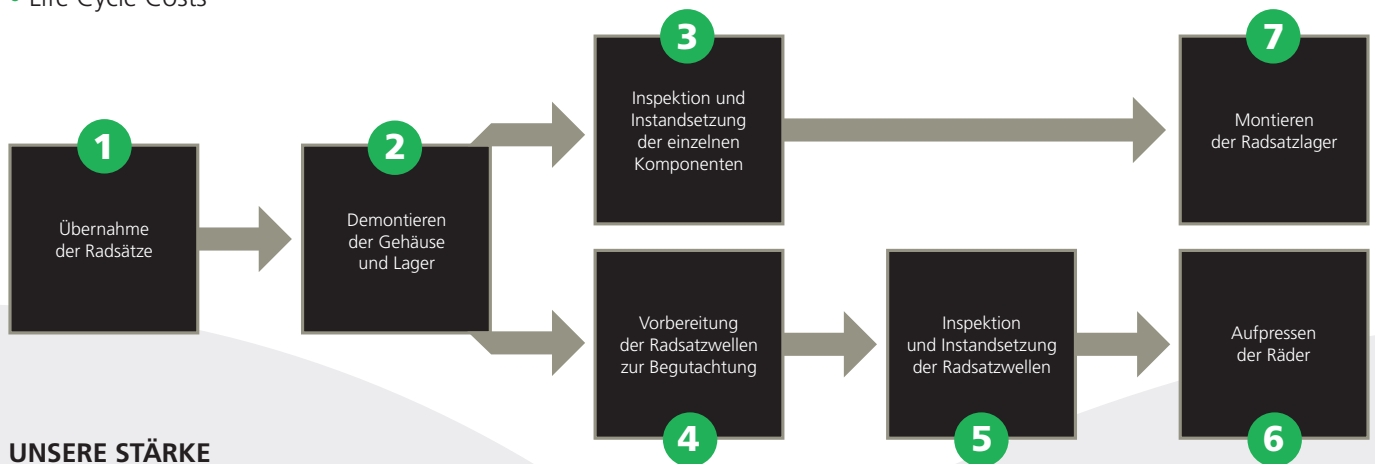 • Life Cycle Costs
1
Übernahme
der Radsätze
2
Demontieren
der Gehäuse
und Lager
3
Inspektion und
Instandsetzung
der einzelnen
Komponenten
4
Vorbereitung
der Radsatzwellen
zur Begutachtung
5
Inspektion
und Instandsetzung
der Radsatzwellen
6
Aufpressen
der Räder
7
Montieren
der Radsatzlager
UNSERE STÄRKE